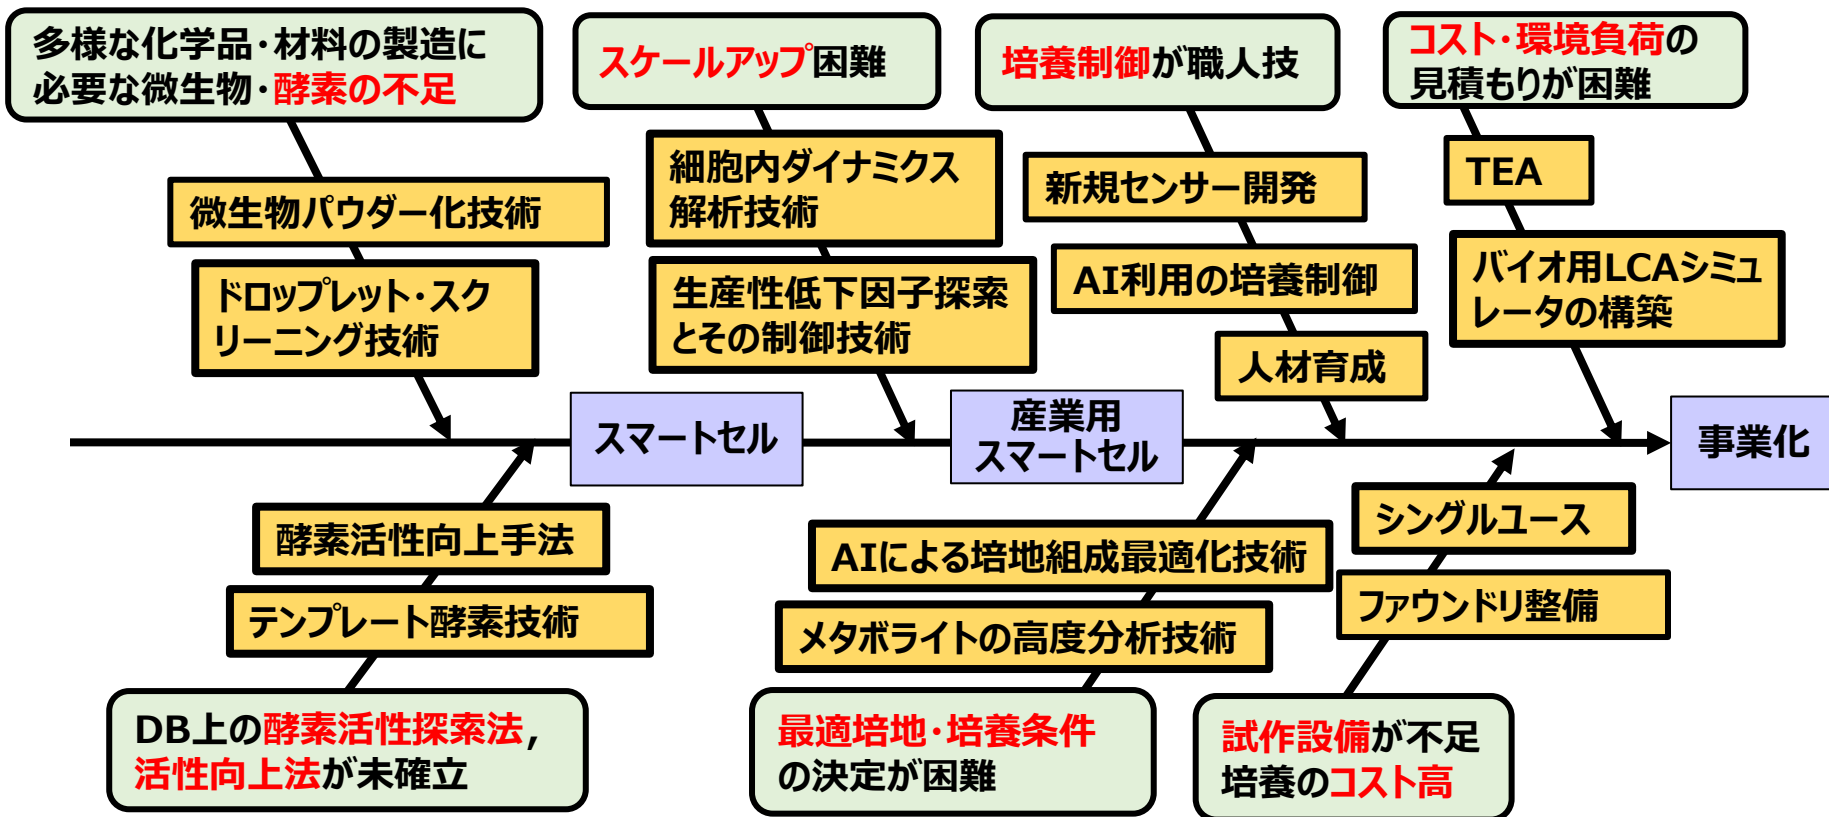 多様な化学品・材料の製造に
必要な微生物・酵素の不足
スケールアップ困難
培養制御が職人技
コスト・環境負荷の
見積もりが困難
微生物パウダー化技術
ドロップレット・スク
リーニング技術
細胞内ダイナミクス
解析技術
生産性低下因子探索
とその制御技術
新規センサー開発
AI利用の培養制御
人材育成
TEA
バイオ用LCAシミュ
レータの構築
スマートセル
産業用
スマートセル
事業化
酵素活性向上手法
テンプレート酵素技術
DB上の酵素活性探索法,
活性向上法が未確立
AIによる培地組成最適化技術
メタボライトの高度分析技術
最適培地・培養条件
の決定が困難
シングルユース
ファウンドリ整備
試作設備が不足
培養のコスト高